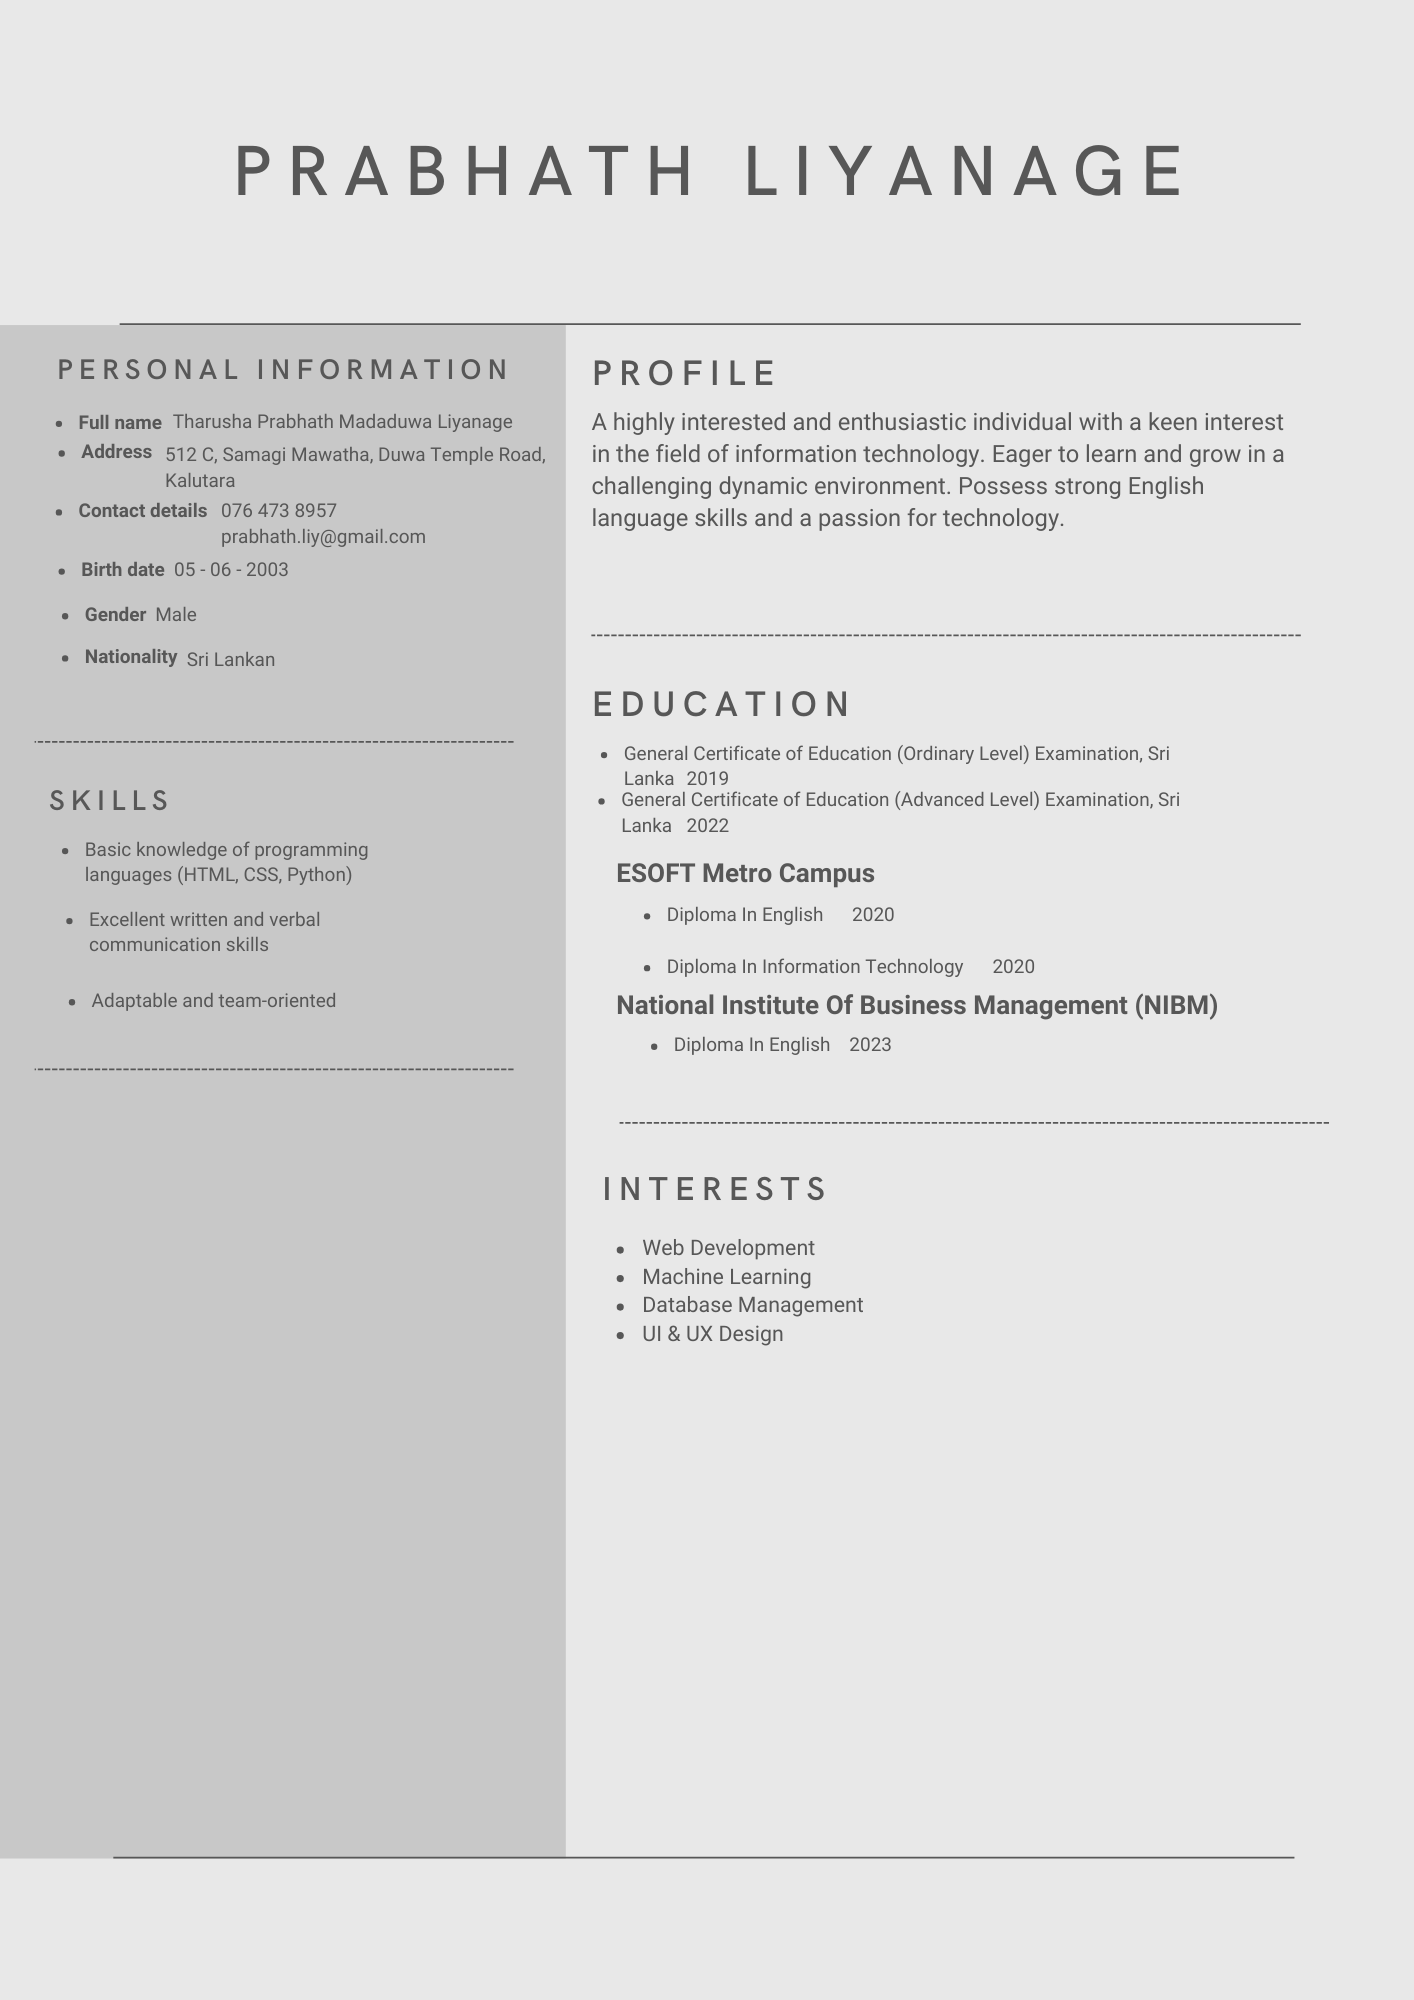 PRABHATH LIYANAGE
PERSONAL INFORMATION
• Full name Tharusha Prabhath Madaduwa Liyanage
• Address 512 C, Samagi Mawatha, Duwa Temple Road,
Kalutara
• Contact details 076 473 8957
prabhath.liy@gmail.com
• Birth date 05 - 06 - 2003
• Gender Male
• Nationality Sri Lankan
SKILLS
• Basic knowledge of programming
languages (HTML, CSS, Python)
• Excellent written and verbal
communication skills
• Adaptable and team-oriented
PROFILE
A highly interested and enthusiastic individual with a keen interest
in the field of information technology. Eager to learn and grow in a
challenging dynamic environment. Possess strong English
language skills and a passion for technology.
EDUCATION
• General Certificate of Education (Ordinary Level) Examination, Sri
Lanka 2019
• General Certificate of Education (Advanced Level) Examination, Sri
Lanka 2022
ESOFT Metro Campus
• Diploma In English 2020
• Diploma In Information Technology 2020
National Institute Of Business Management (NIBM)
• Diploma In English 2023
INTERESTS
• Web Development
• Machine Learning
• Database Management
• UI & UX Design